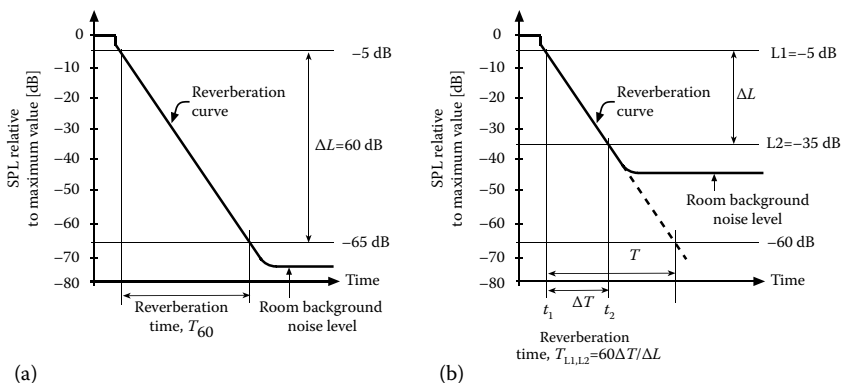 0
−10
−20
−30
−40
−50
−60
−70
−80
SPL relative
to maximum value [dB]
−5 dB
Reverberation
curve
ΔL=60 dB
−65 dB
Time
Reverberation
time, T60
Room background
noise level
(a)
0
−10
−20
−30
−40
−50
−60
−70
−80
SPL relative
to maximum value [dB]
L1=−5 dB
Reverberation
curve
ΔL
L2=−35 dB
Room background
noise level
−60 dB
T
Time
ΔT
t1
t2
Reverberation
time, TL1,L2=60ΔT/ΔL
(b)